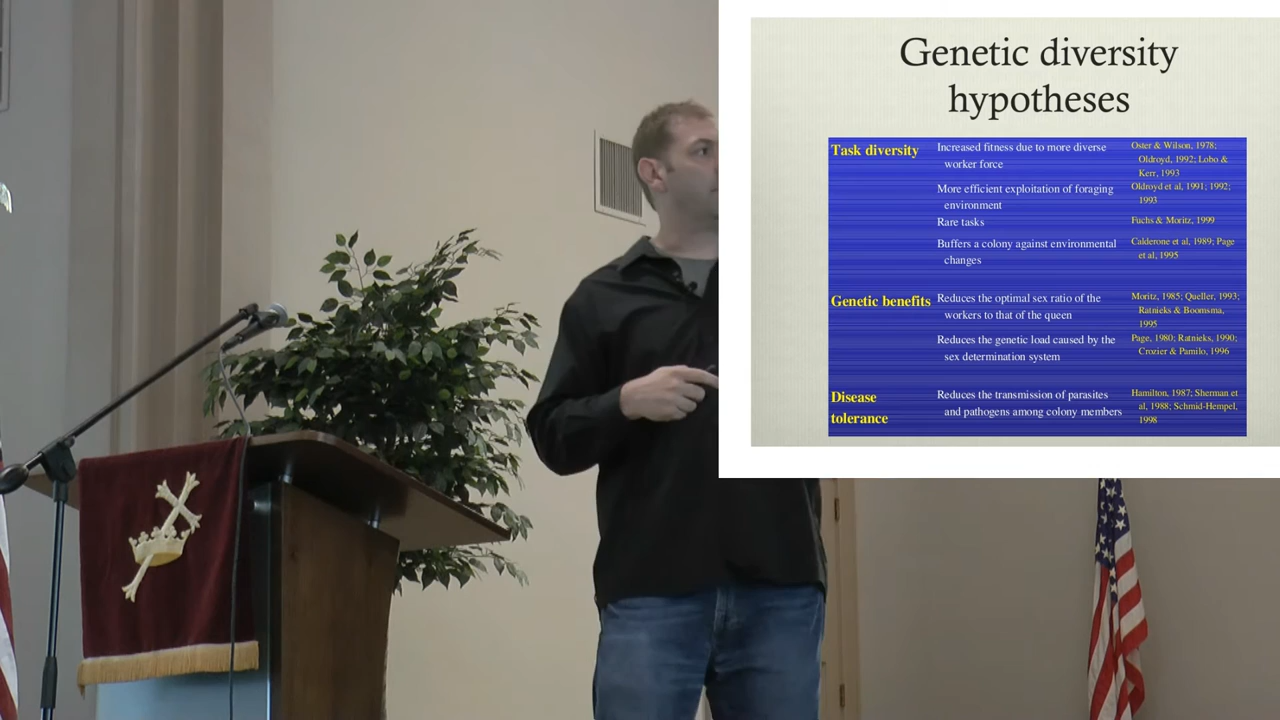 Genetic diversity
hypotheses
Task diversity
Increased fitness due to more diverse
worker force
Oster & Wilson, 1978;
Oldroyd, 1992; Lobo &
Kerr, 1993
More efficient exploitation of foraging
environment
Oldroyd et al, 1991; 1992;
1993
Rare tasks
Fuchs & Moritz, 1999
Buffers a colony against environmental
changes
Calderone et al, 1989; Page
et al, 1995
Genetic benefits
Reduces the optimal sex ratio of the
workers to that of the queen
Moritz, 1985; Queller, 1993;
Ratnieks & Boomsma,
1995
Reduces the genetic load caused by the
sex determination system
Page, 1980; Ratnieks, 1990;
Crozier & Pamilo, 1996
Disease
tolerance
Reduces the transmission of parasites
and pathogens among colony members
Hamilton, 1987; Sherman et
al, 1988; Schmid-Hempel,
1998